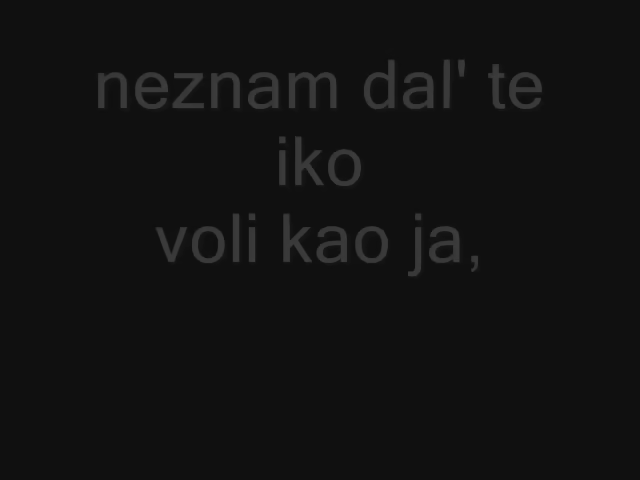 neznam dal' te
iko
voli kao ja,